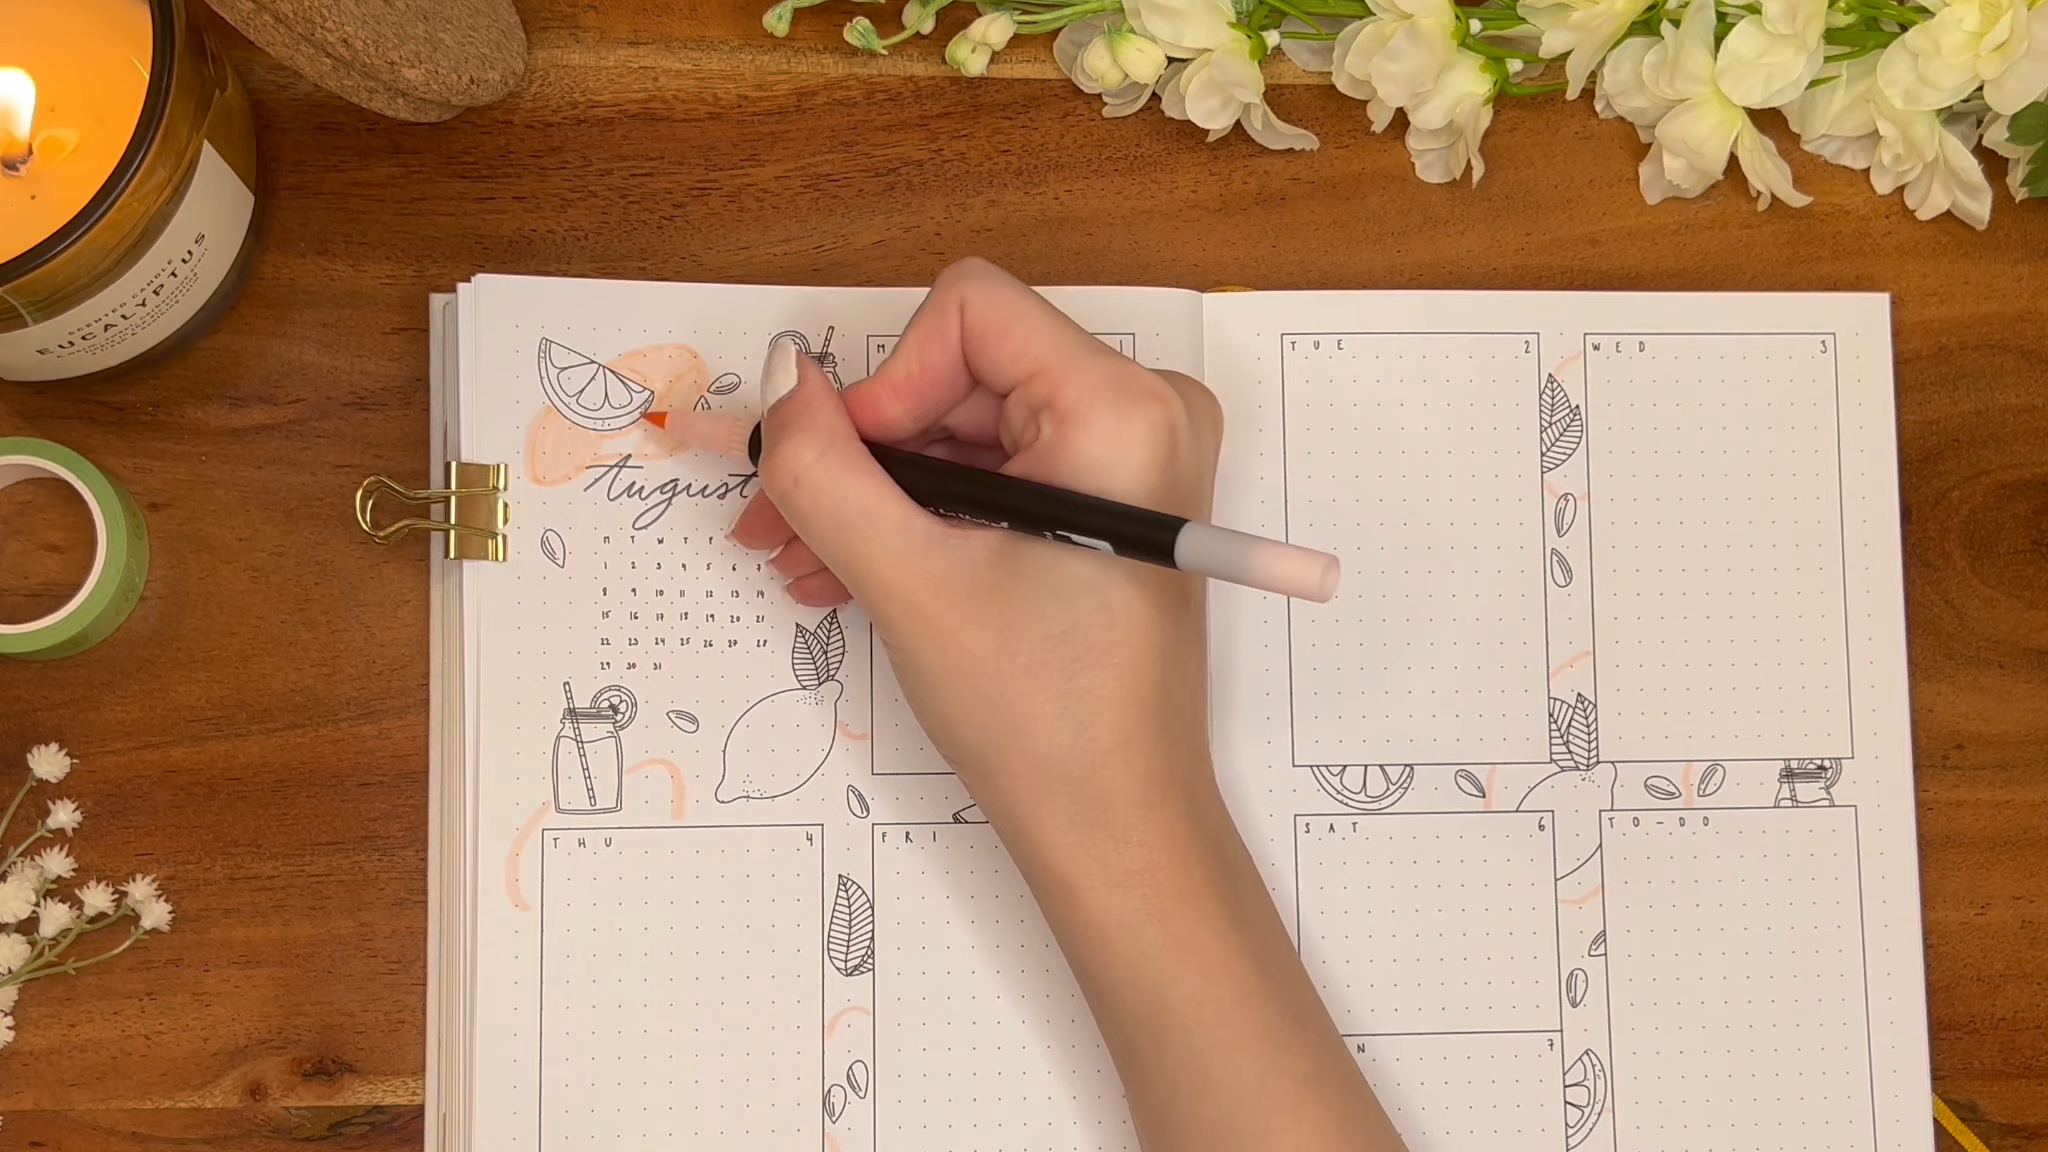 SCENTED CANDLE
EUCALYPTUS
August
M T W T F
1 2 3 4 5 6 7
8 9 10 11 12 13 14
15 16 17 18 19 20 21
22 23 24 25 26 27 28
29 30 31
M 1
TUE 2
WED 3
THU 4
FRI
SAT 6
TO-DO
N 7